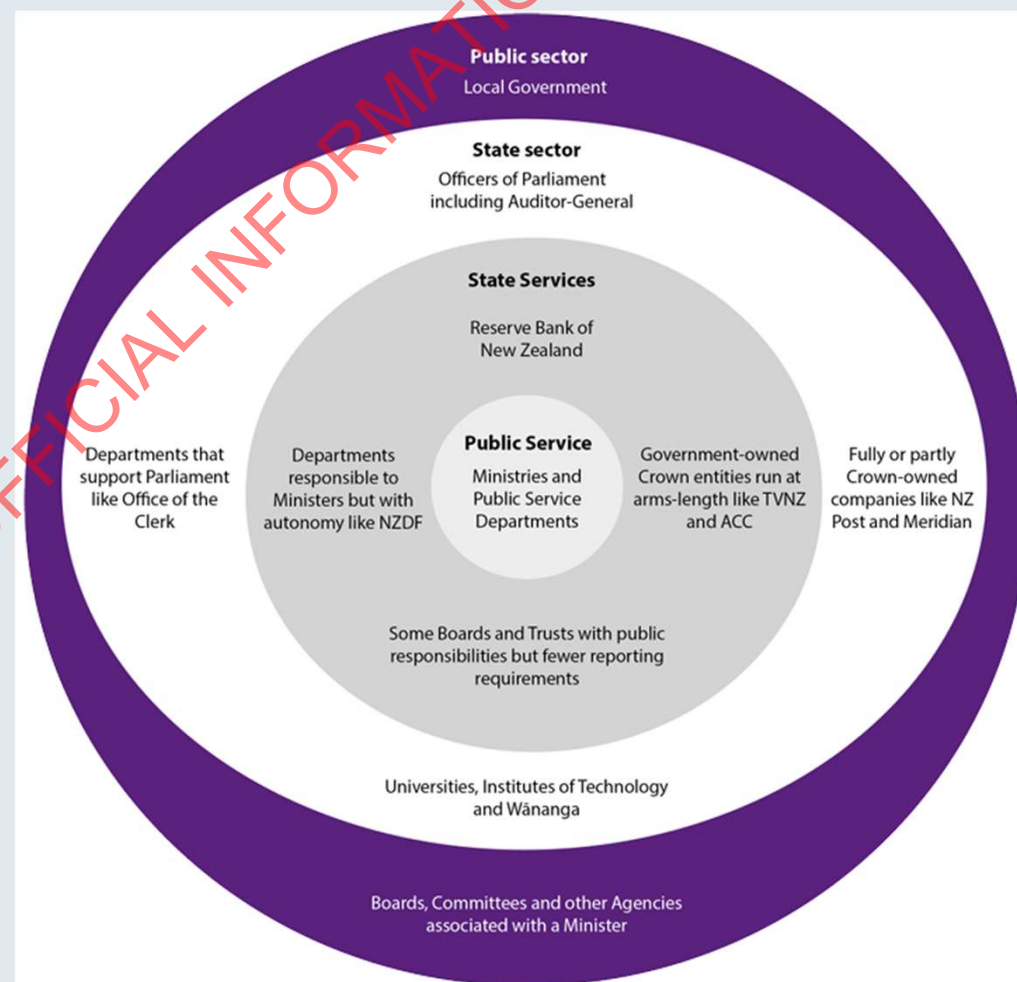 Public sector
Local Government
State sector
Officers of Parliament
including Auditor-General
State Services
Reserve Bank of
New Zealand
Departments that
support Parliament
like Office of the
Clerk
Departments
responsible to
Ministers but with
autonomy like NZDF
Public Service
Ministries and
Public Service
Departments
Government-owned
Crown entities run at
arms-length like TVNZ
and ACC
Fully or partly
Crown-owned
companies like NZ
Post and Meridian
Some Boards and Trusts with public
responsibilities but fewer reporting
requirements
Universities, Institutes of Technology
and Wānanga
Boards, Committees and other Agencies
associated with a Minister
OFFICIAL INFORMATIO